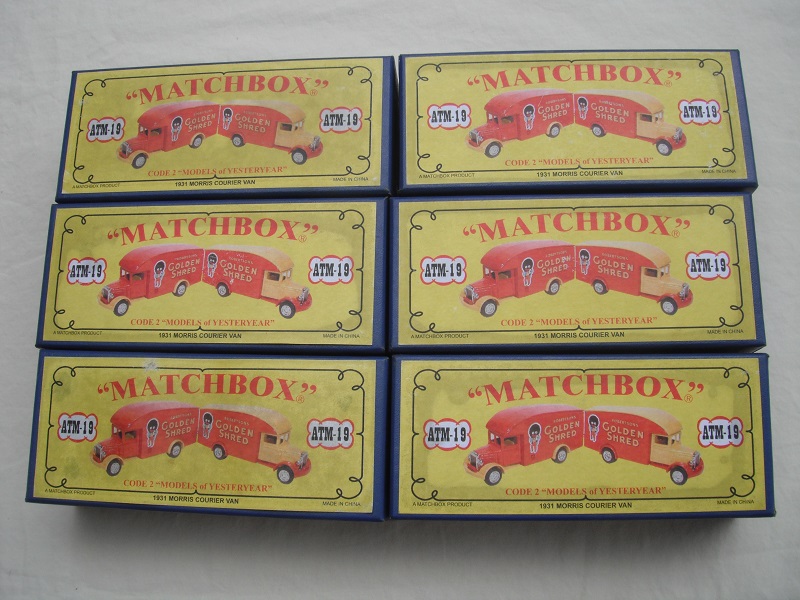 "MATCHBOX"®
ATM-19
GOLDEN
SHRED
GOLDEN
SHRED
ATM-19
CODE 2 "MODELS of YESTERYEAR"
A MATCHBOX PRODUCT
1931 MORRIS COURIER VAN
MADE IN CHINA
"MATCHBOX"®
ATM-19
GOLDEN
SHRED
GOLDEN
SHRED
ATM-19
CODE 2 "MODELS of YESTERYEAR"
A MATCHBOX PRODUCT
1931 MORRIS COURIER VAN
MADE IN CHINA
"MATCHBOX"®
ATM-19
GOLDEN
SHRED
GOLDEN
SHRED
ATM-19
CODE 2 "MODELS of YESTERYEAR"
A MATCHBOX PRODUCT
1931 MORRIS COURIER VAN
MADE IN CHINA
"MATCHBOX"®
ATM-19
GOLDEN
SHRED
GOLDEN
SHRED
ATM-19
CODE 2 "MODELS of YESTERYEAR"
A MATCHBOX PRODUCT
1931 MORRIS COURIER VAN
MADE IN CHINA
"MATCHBOX"®
ATM-19
GOLDEN
SHRED
GOLDEN
SHRED
ATM-19
CODE 2 "MODELS of YESTERYEAR"
A MATCHBOX PRODUCT
1931 MORRIS COURIER VAN
MADE IN CHINA
"MATCHBOX"®
ATM-19
GOLDEN
SHRED
GOLDEN
SHRED
ATM-19
CODE 2 "MODELS of YESTERYEAR"
A MATCHBOX PRODUCT
1931 MORRIS COURIER VAN
MADE IN CHINA